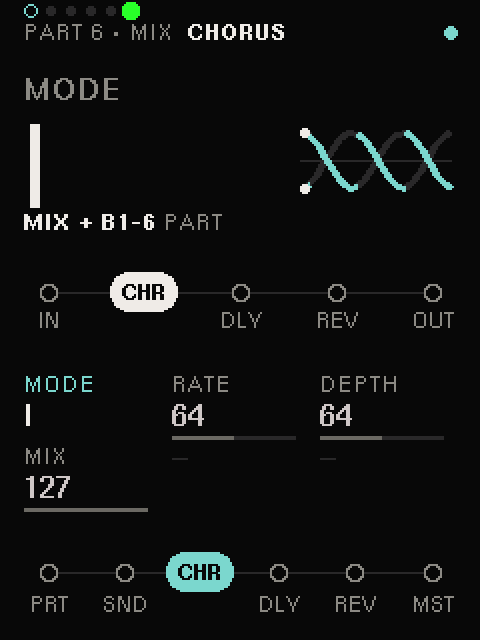 PART 6 · MIX CHORUS
MODE
I
MIX + B1-6 PART
CHR
IN DLY REV OUT
MODE RATE DEPTH
I 64 64
MIX — —
127
CHR
PRT SND DLY REV MST